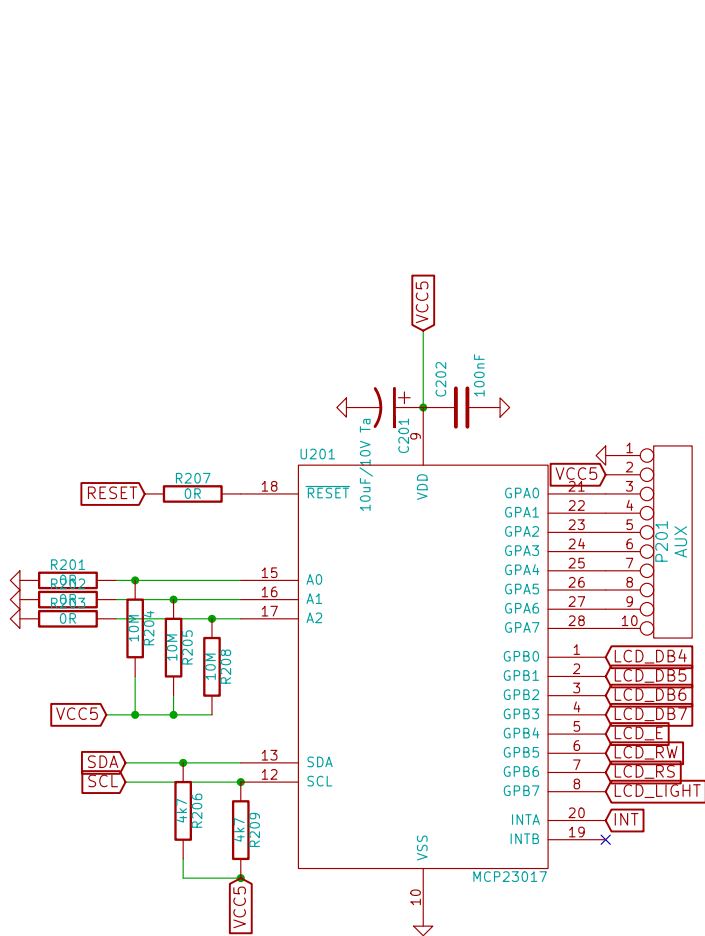 VCC5
C202
100nF
10uF/10V Ta
C201
9
U201
VDD
R207
RESET
0R
18
RESET
R201
0R
R202
0R
R203
0R
15
A0
16
A1
17
A2
10M
R204
10M
R205
10M
R208
VCC5
SDA
13
SDA
SCL
12
SCL
4k7
R206
4k7
R209
VCC5
VSS
10
MCP23017
1
VCC5
2
GPA0
21
3
GPA1
22
4
GPA2
23
5
GPA3
24
6
GPA4
25
7
GPA5
26
8
GPA6
27
9
GPA7
28
10
P201
AUX
GPB0
1
LCD_DB4
GPB1
2
LCD_DB5
GPB2
3
LCD_DB6
GPB3
4
LCD_DB7
GPB4
5
LCD_E
GPB5
6
LCD_RW
GPB6
7
LCD_RS
GPB7
8
LCD_LIGHT
INTA
20
INT
INTB
19